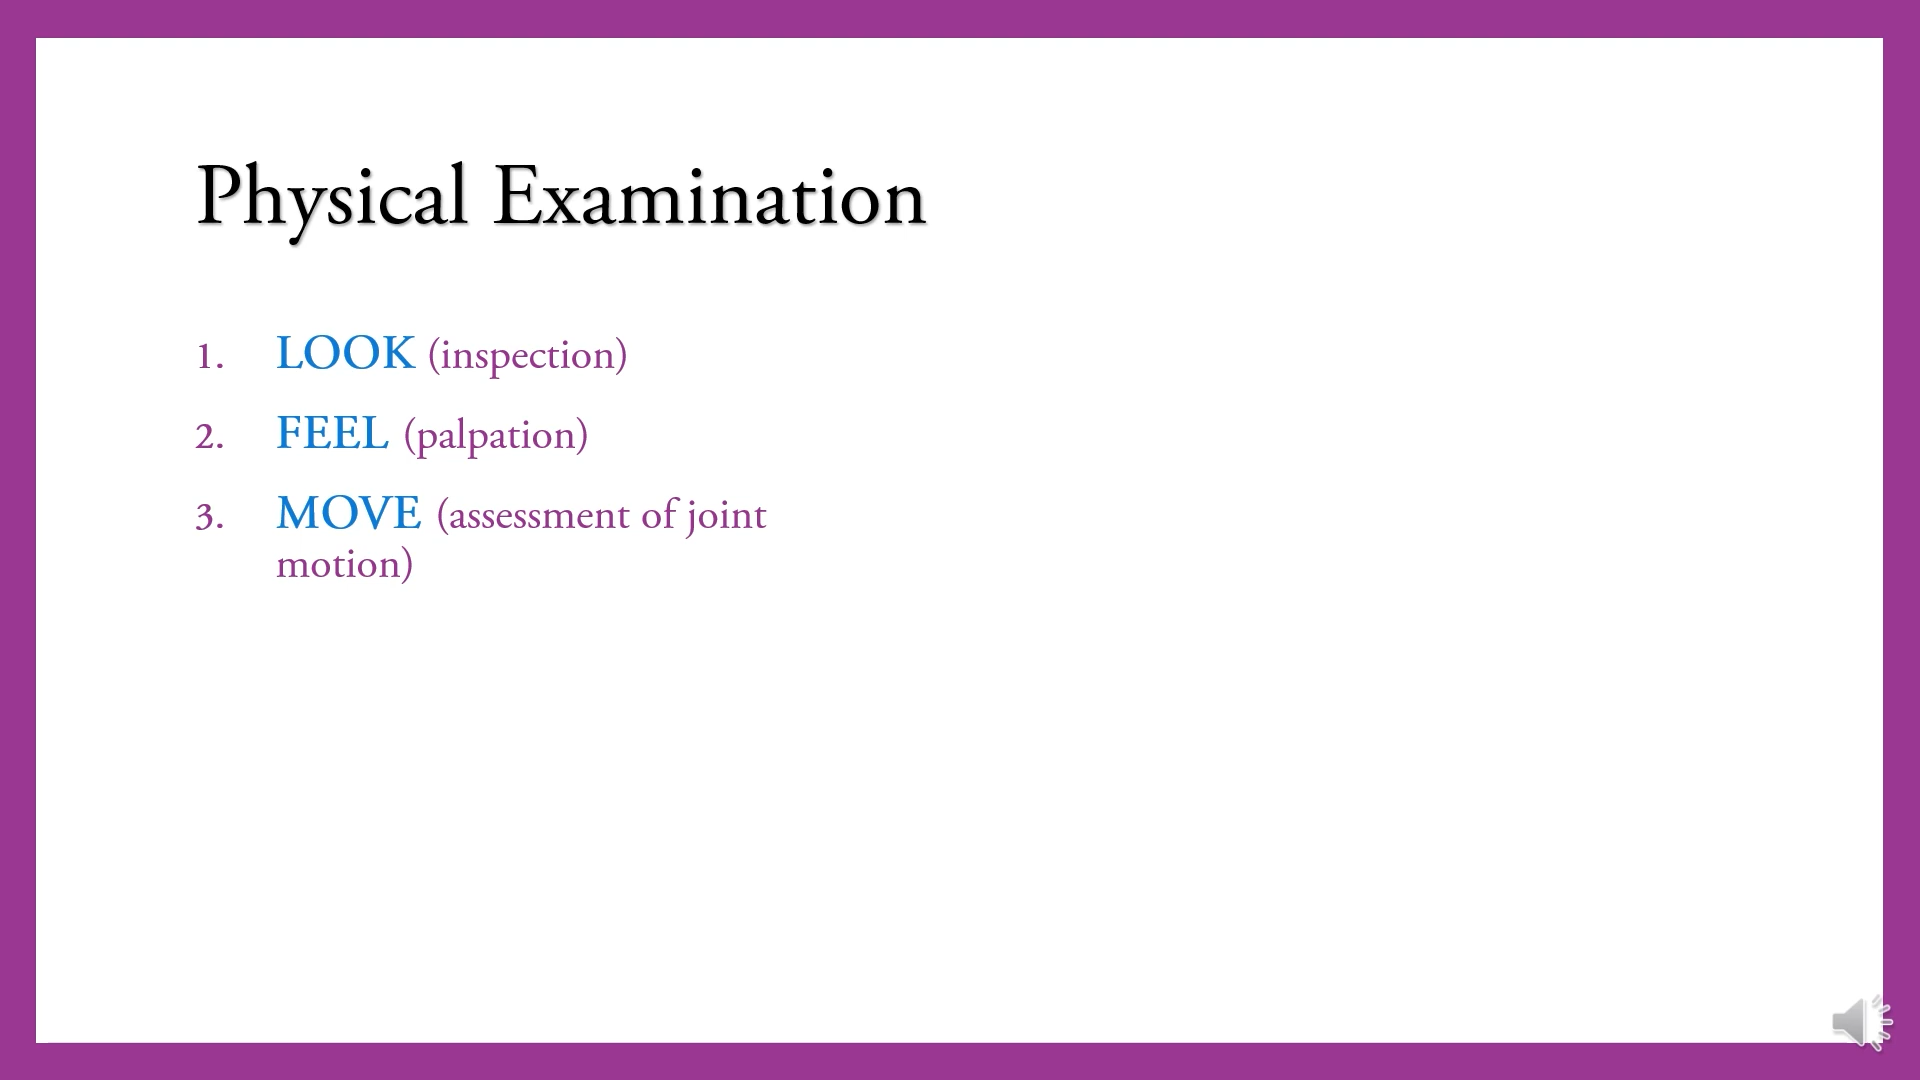 Physical Examination
1. LOOK (inspection)
2. FEEL (palpation)
3. MOVE (assessment of joint
motion)